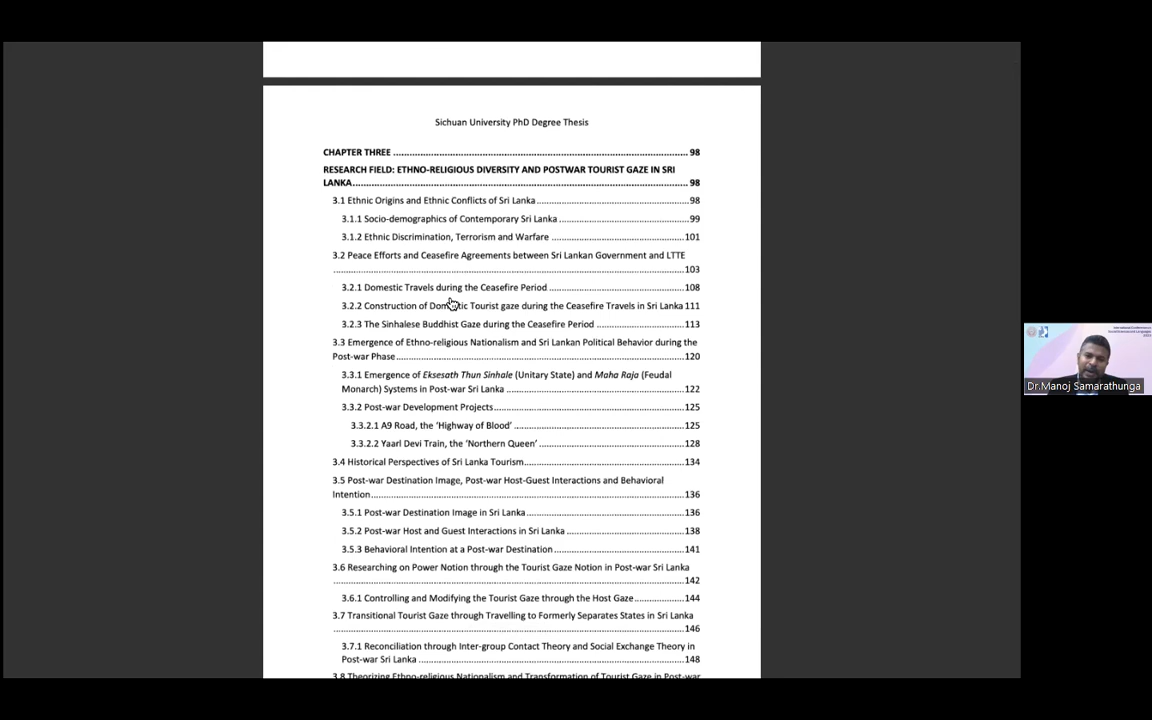 Sichuan University PhD Degree Thesis
CHAPTER THREE ........ 98
RESEARCH FIELD: ETHNO-RELIGIOUS DIVERSITY AND POSTWAR TOURIST GAZE IN SRI
LANKA........ 98
3.1 Ethnic Origins and Ethnic Conflicts of Sri Lanka ........98
3.1.1 Socio-demographics of Contemporary Sri Lanka ........99
3.1.2 Ethnic Discrimination, Terrorism and Warfare ........101
3.2 Peace Efforts and Ceasefire Agreements between Sri Lankan Government and LTTE
........103
3.2.1 Domestic Travels during the Ceasefire Period ........108
3.2.2 Construction of Domestic Tourist gaze during the Ceasefire Travels in Sri Lanka 111
3.2.3 The Sinhalese Buddhist Gaze during the Ceasefire Period ........113
3.3 Emergence of Ethno-religious Nationalism and Sri Lankan Political Behavior during the
Post-war Phase........120
3.3.1 Emergence of Eksesath Thun Sinhale (Unitary State) and Maha Raja (Feudal
Monarch) Systems in Post-war Sri Lanka ........122
3.3.2 Post-war Development Projects........125
3.3.2.1 A9 Road, the ‘Highway of Blood’ ........125
3.3.2.2 Yaarl Devi Train, the ‘Northern Queen’ ........128
3.4 Historical Perspectives of Sri Lanka Tourism........134
3.5 Post-war Destination Image, Post-war Host-Guest Interactions and Behavioral
Intention........136
3.5.1 Post-war Destination Image in Sri Lanka........136
3.5.2 Post-war Host and Guest Interactions in Sri Lanka ........138
3.5.3 Behavioral Intention at a Post-war Destination ........141
3.6 Researching on Power Notion through the Tourist Gaze Notion in Post-war Sri Lanka
........142
3.6.1 Controlling and Modifying the Tourist Gaze through the Host Gaze........144
3.7 Transitional Tourist Gaze through Travelling to Formerly Separates States in Sri Lanka
........146
3.7.1 Reconciliation through Inter-group Contact Theory and Social Exchange Theory in
Post-war Sri Lanka ........148
3.8 Theorizing Ethno-religious Nationalism and Transformation of Tourist Gaze in Post-war
Dr.Manoj Samarathunga